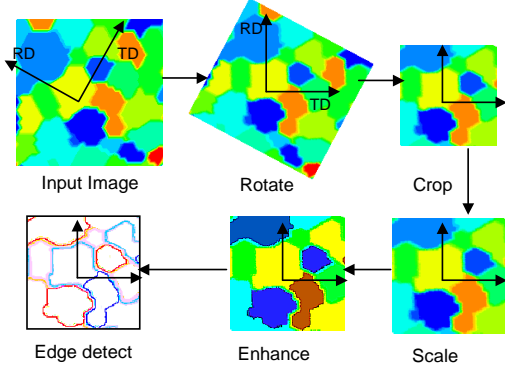 RD
TD
RD
TD
Input Image
Rotate
Crop
Edge detect
Enhance
Scale